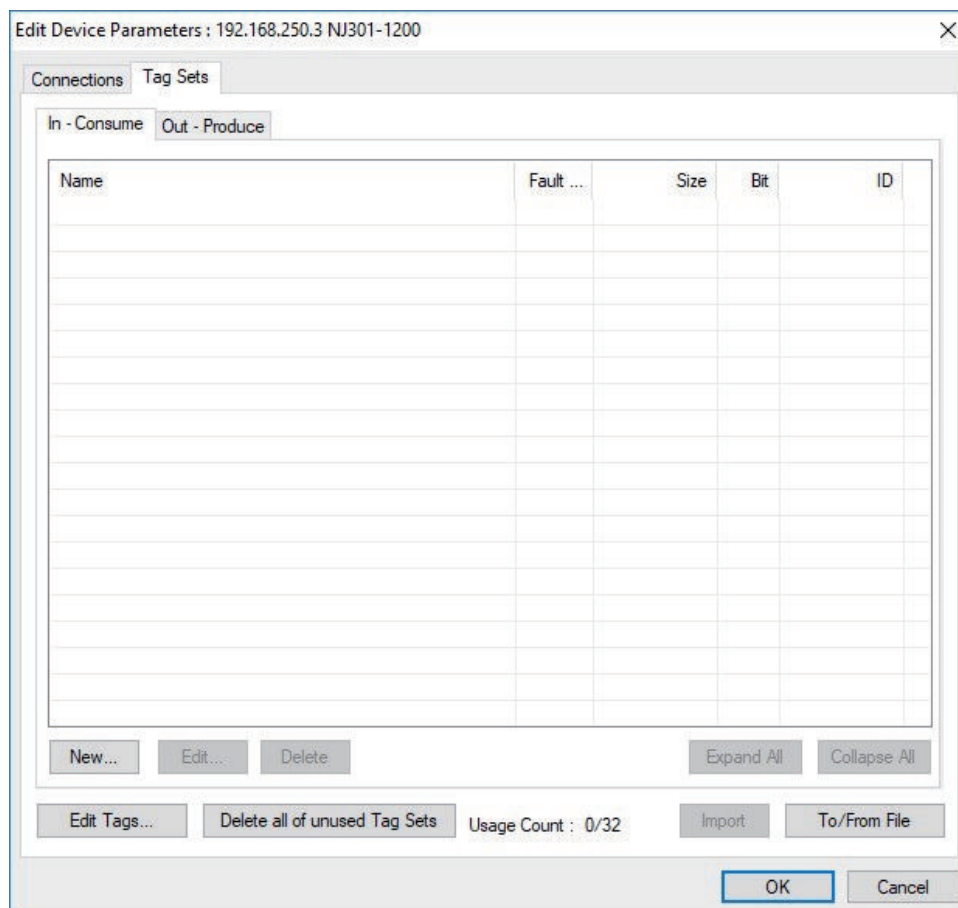 Edit Device Parameters : 192.168.250.3 NJ301-1200
Connections Tag Sets
In - Consume Out - Produce
Name Fault ... Size Bit ID
New... Edit... Delete Expand All Collapse All
Edit Tags... Delete all of unused Tag Sets Usage Count : 0/32 Import To/From File
OK Cancel